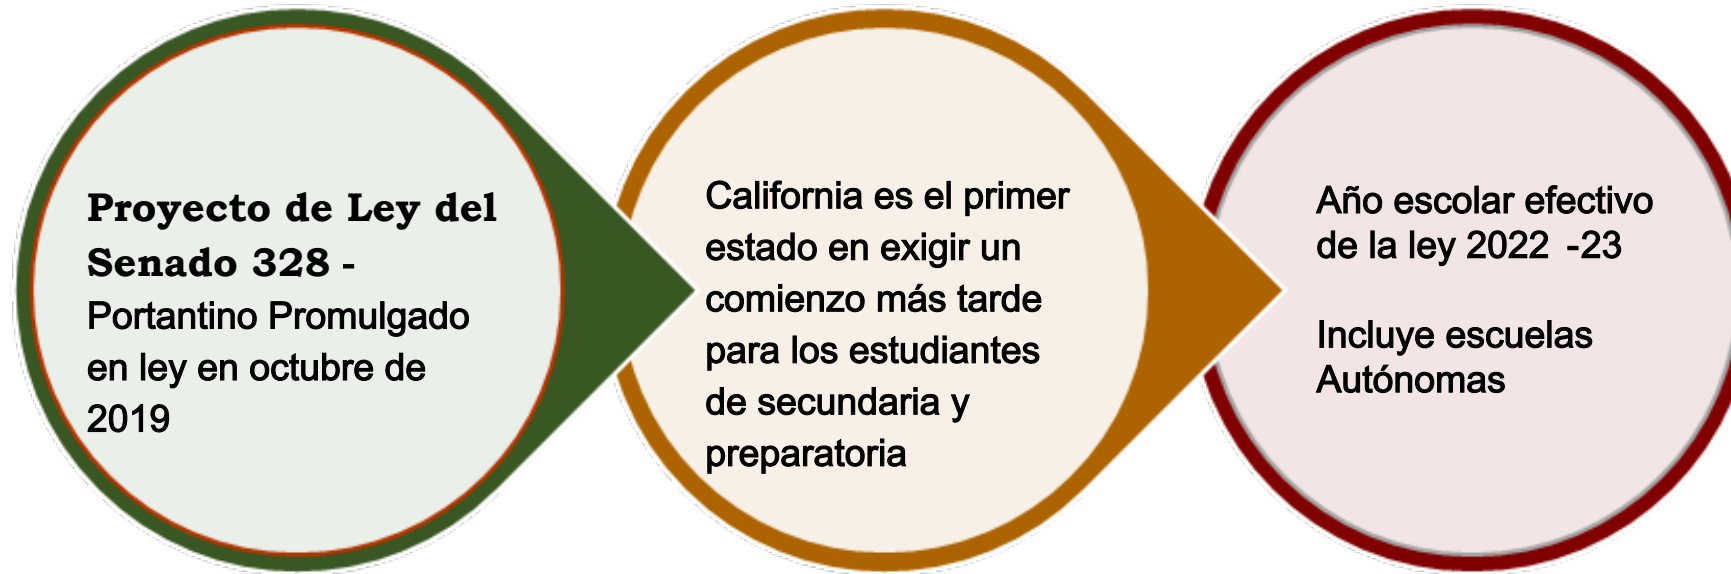 Proyecto de Ley del
Senado 328 -
Portantino Promulgado
en ley en octubre de
2019
California es el primer
estado en exigir un
comienzo más tarde
para los estudiantes
de secundaria y
preparatoria
Año escolar efectivo
de la ley 2022 -23
Incluye escuelas
Autónomas